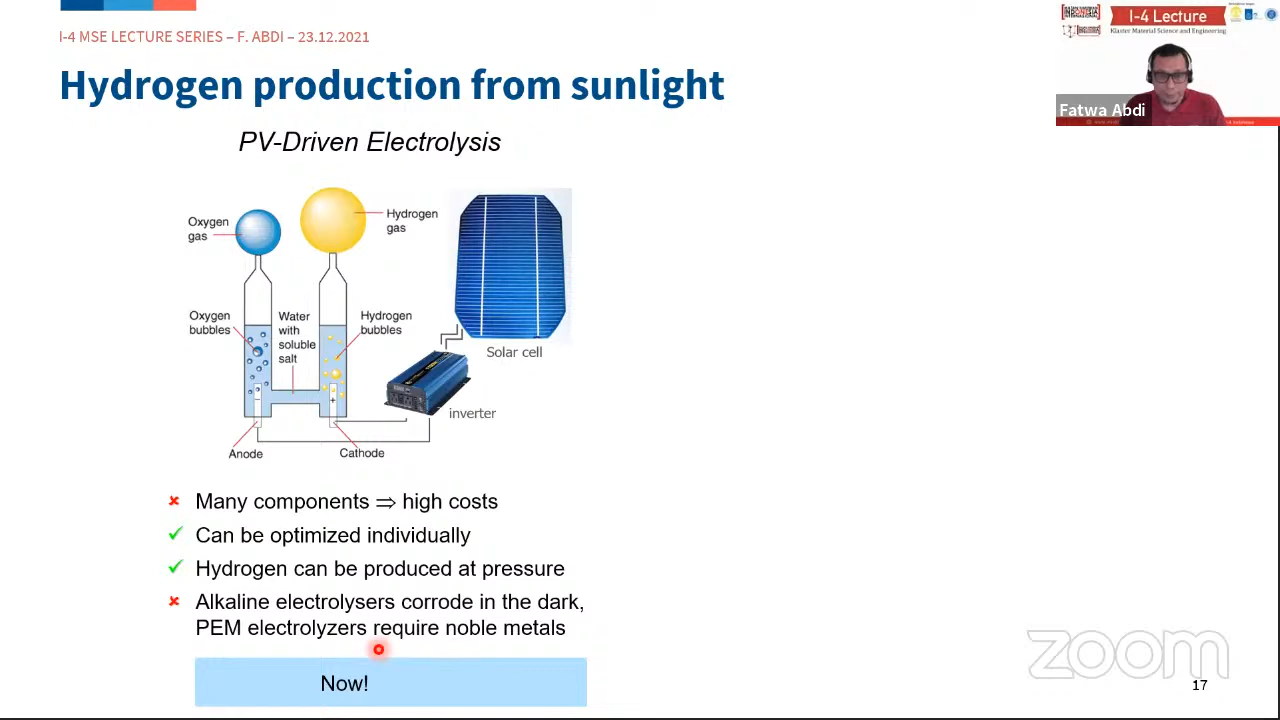 I-4 MSE LECTURE SERIES – F. ABDI – 23.12.2021
I-4 Lecture
Klaster Material Science and Engineering
Fatwa Abdi
Hydrogen production from sunlight
PV-Driven Electrolysis
Oxygen
gas
Hydrogen
gas
Oxygen
bubbles
Water
with
soluble
salt
Hydrogen
bubbles
Solar cell
inverter
−
+
Anode
Cathode
✘ Many components ⇒ high costs
✓ Can be optimized individually
✓ Hydrogen can be produced at pressure
✘ Alkaline electrolysers corrode in the dark,
PEM electrolyzers require noble metals
Now!
zoom
17